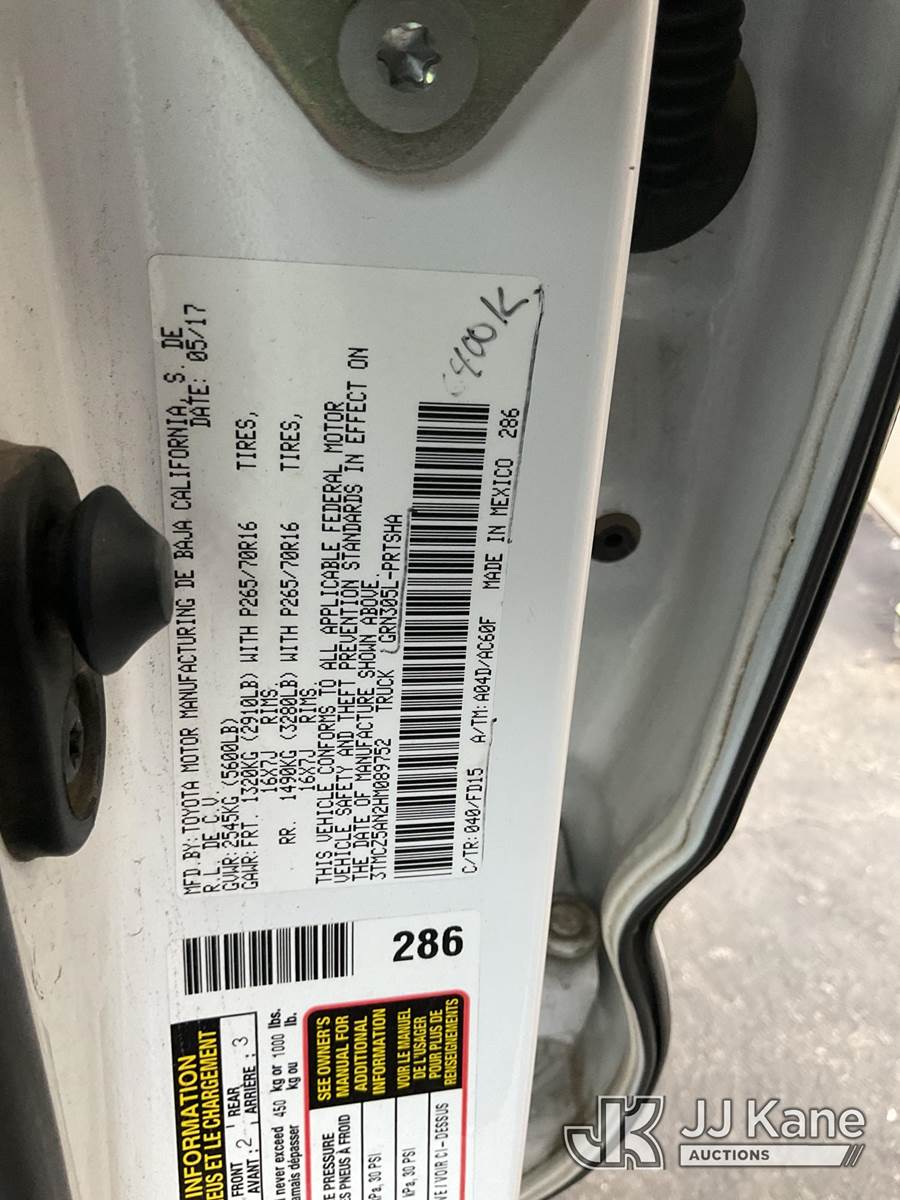 MFD.BY:TOYOTA MOTOR MANUFACTURING DE BAJA CALIFORNIA, S. DE
R.L. DE C.V. DATE: 05/17
GVWR:2545KG (5600LB)
GAWR:FRT. 1320KG (2910LB) WITH P265/70R16 TIRES,
16X7J RIMS,
RR. 1490KG (3280LB) WITH P265/70R16 TIRES,
16X7J RIMS.
THIS VEHICLE CONFORMS TO ALL APPLICABLE FEDERAL MOTOR
VEHICLE SAFETY AND THEFT PREVENTION STANDARDS IN EFFECT ON
THE DATE OF MANUFACTURE SHOWN ABOVE.
3TMCZ5AN2HM089752 TRUCK GRN305L-PRTSHA
400K
C/TR:040/FD15 A/TM:A04D/AC60F MADE IN MEXICO 286
286
INFORMATION
ET LE CHARGEMENT
FRONT 2 REAR 3
AVANT : ARRIÈRE :
never exceed 450 kg or 1000 lbs.
jamais dépasser kg ou lb.
SEE OWNER'S
MANUAL FOR
ADDITIONAL
INFORMATION
VOIR LE MANUEL
DE L'USAGER
POUR PLUS DE
RENSEIGNEMENTS
PRESSURE
PNEUS À FROID
kPa, 30 PSI
kPa, 30 PSI
VOIR CI-DESSUS
JK JJ Kane
AUCTIONS